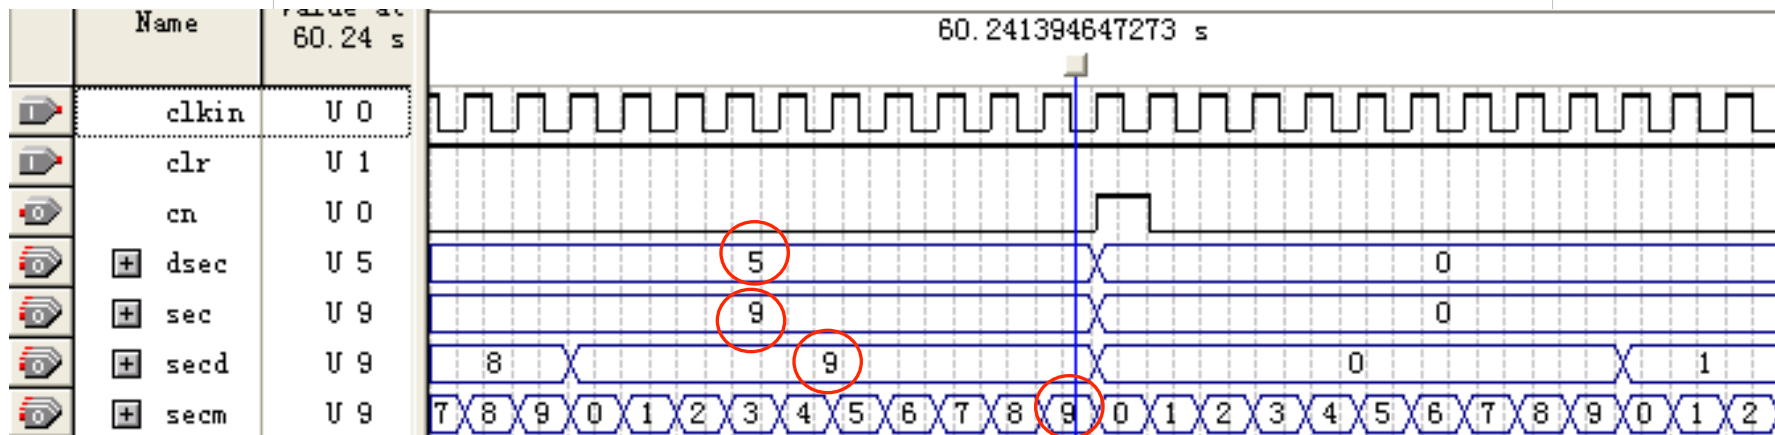 Name
Value at
60.24 s
60.241394647273 s
clkin U 0
clr U 1
cn U 0
dsec U 5 5 0
sec U 9 9 0
secd U 9 8 9 0 1
secm U 9 7 8 9 0 1 2 3 4 5 6 7 8 9 0 1 2 3 4 5 6 7 8 9 0 1 2